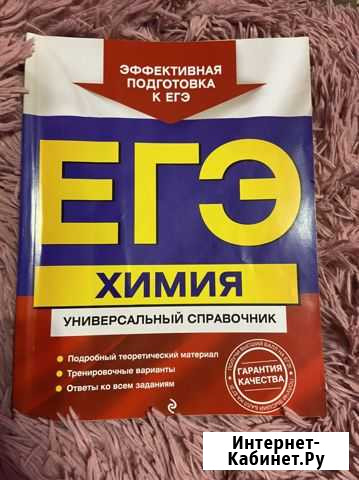 ЭФФЕКТИВНАЯ
ПОДГОТОВКА
К ЕГЭ
ЕГЭ
ХИМИЯ
УНИВЕРСАЛЬНЫЙ СПРАВОЧНИК
Подробный теоретический материал
Тренировочные варианты
Ответы ко всем заданиям
ГАРАНТИЯ
КАЧЕСТВА
Интернет-
Кабинет.Ру